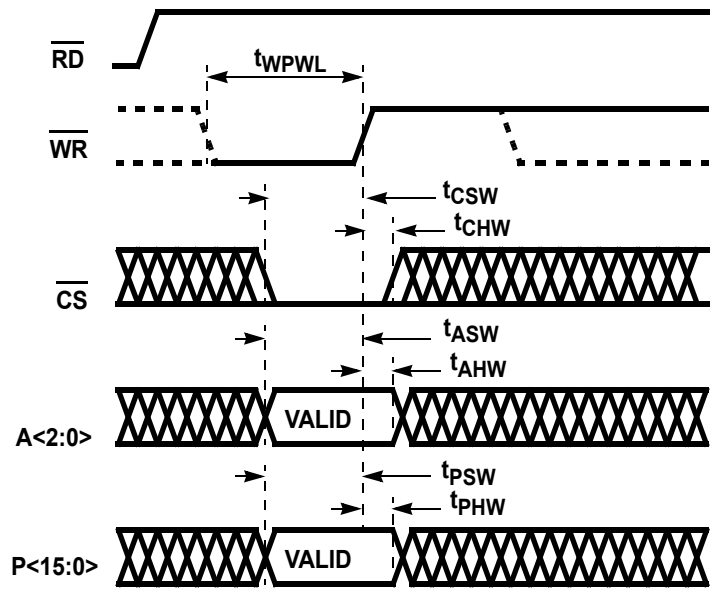 RD
tWPWL
WR
tCSW
tCHW
CS
tASW
tAHW
VALID
A<2:0>
tPSW
tPHW
VALID
P<15:0>